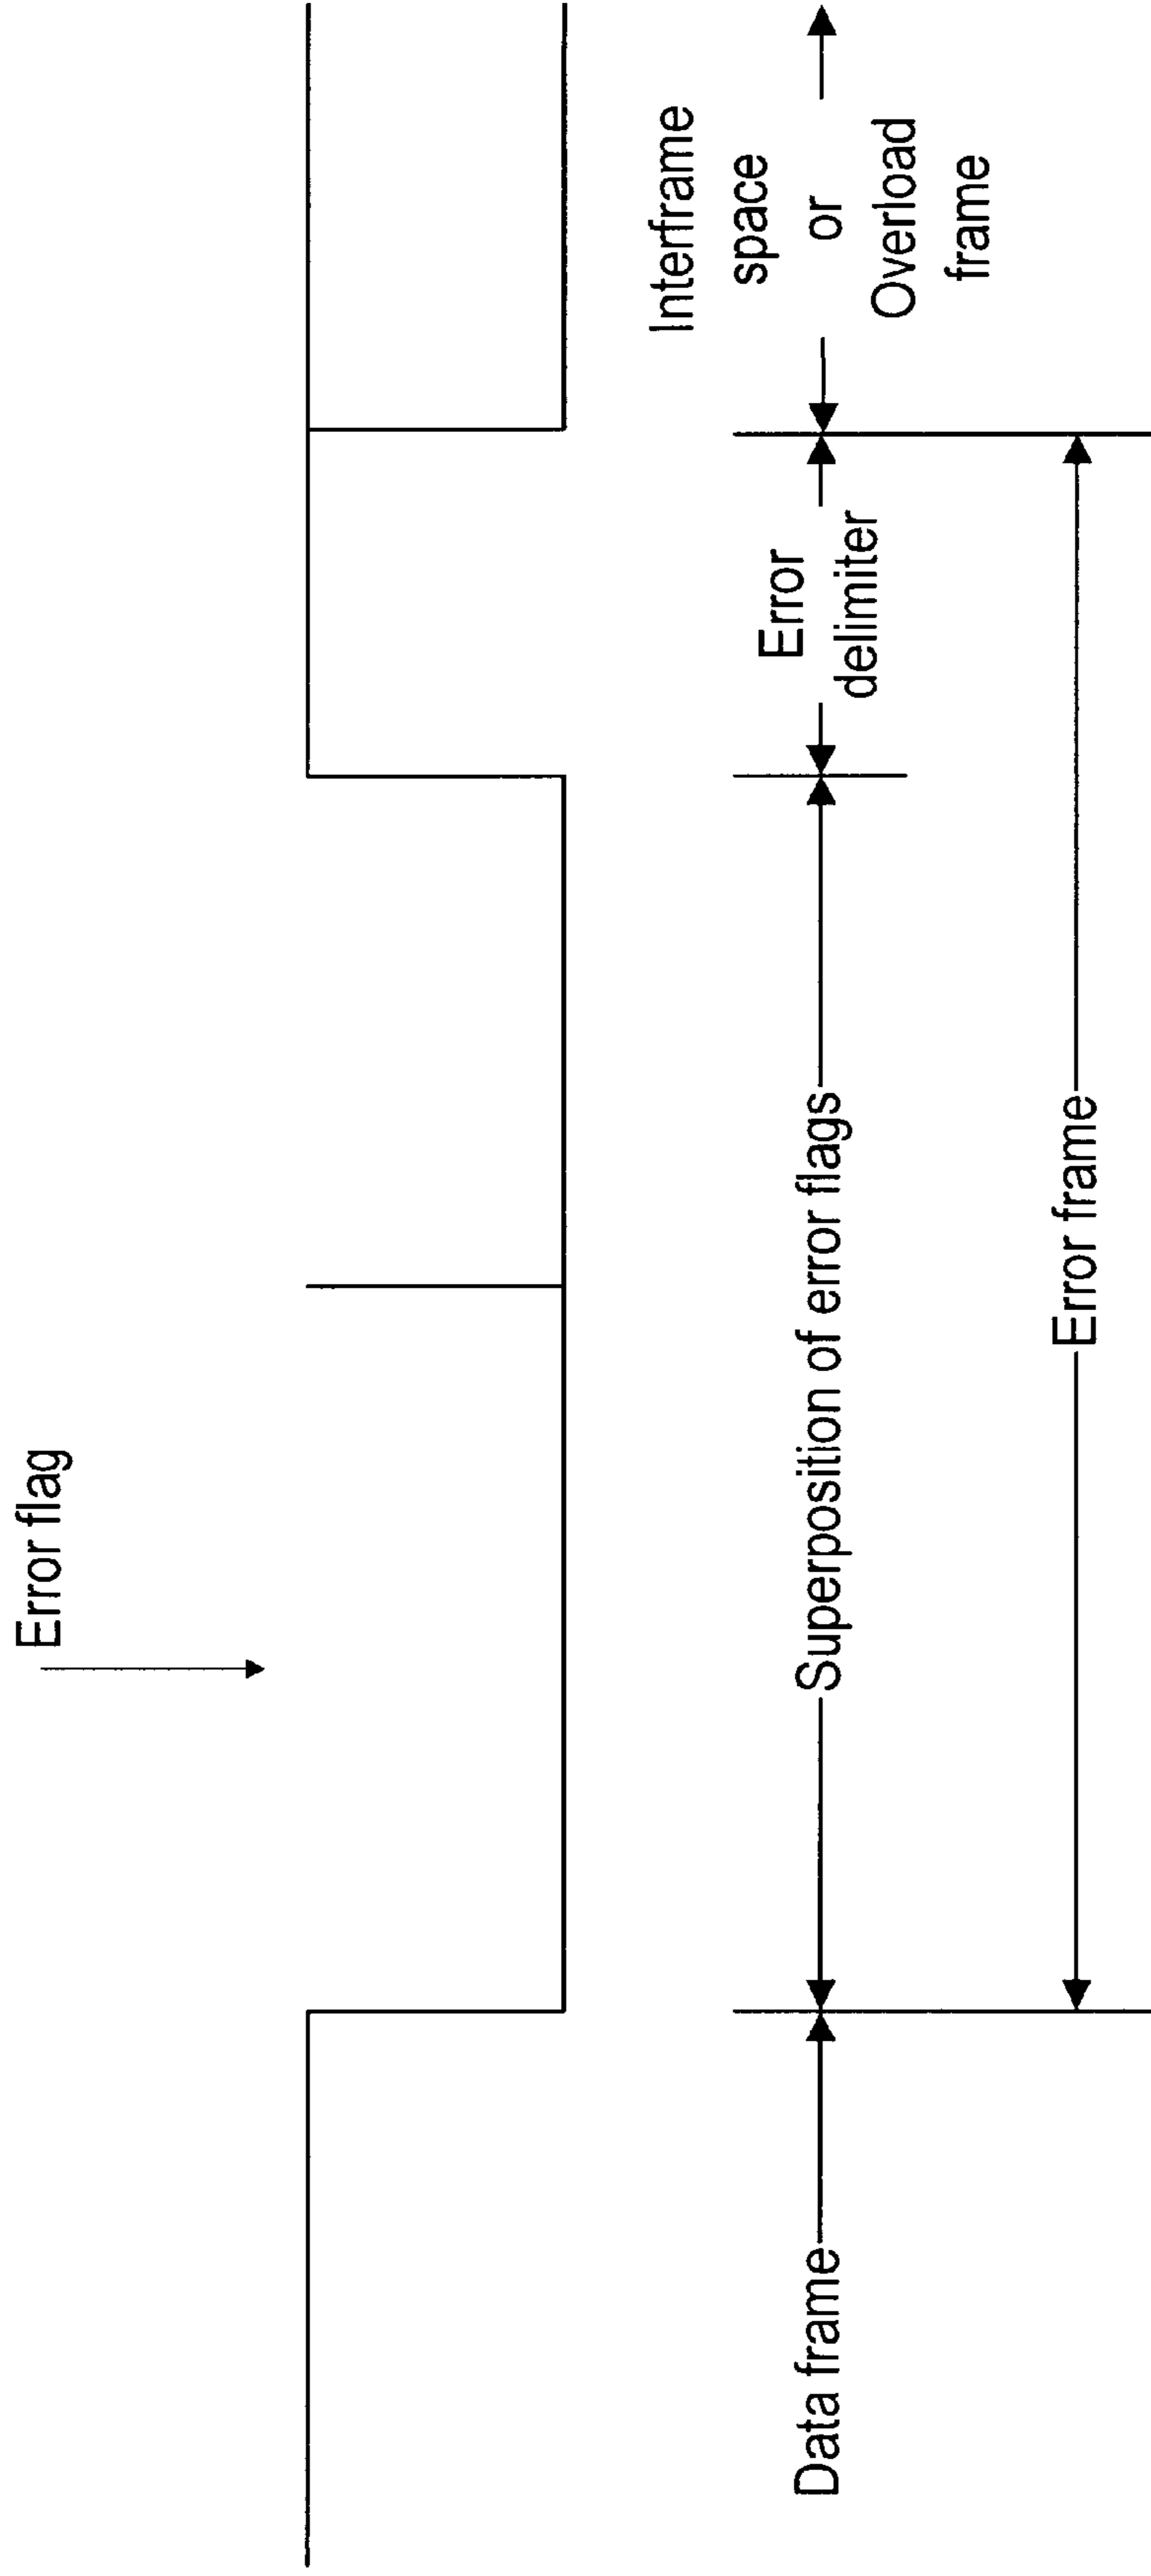 Error flag
Interframe
space
or
Overload
frame
Error
delimiter
Superposition of error flags
Data frame
Error frame